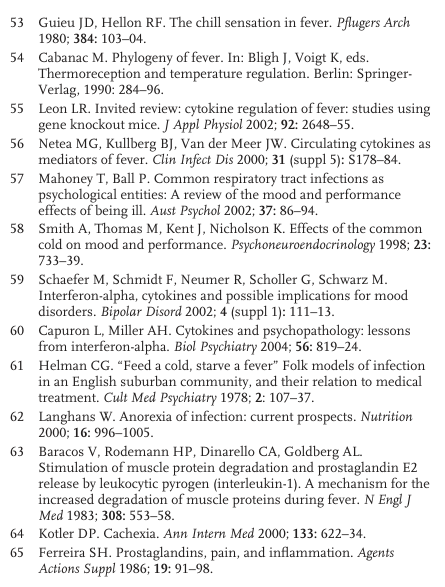 53 Guieu JD, Hellon RF. The chill sensation in fever. Pflugers Arch
1980; 384: 103–04.
54 Cabanac M. Phylogeny of fever. In: Bligh J, Voigt K, eds.
Thermoreception and temperature regulation. Berlin: Springer-
Verlag, 1990: 284–96.
55 Leon LR. Invited review: cytokine regulation of fever: studies using
gene knockout mice. J Appl Physiol 2002; 92: 2648–55.
56 Netea MG, Kullberg BJ, Van der Meer JW. Circulating cytokines as
mediators of fever. Clin Infect Dis 2000; 31 (suppl 5): S178–84.
57 Mahoney T, Ball P. Common respiratory tract infections as
psychological entities: A review of the mood and performance
effects of being ill. Aust Psychol 2002; 37: 86–94.
58 Smith A, Thomas M, Kent J, Nicholson K. Effects of the common
cold on mood and performance. Psychoneuroendocrinology 1998; 23:
733–39.
59 Schaefer M, Schmidt F, Neumer R, Scholler G, Schwarz M.
Interferon-alpha, cytokines and possible implications for mood
disorders. Bipolar Disord 2002; 4 (suppl 1): 111–13.
60 Capuron L, Miller AH. Cytokines and psychopathology: lessons
from interferon-alpha. Biol Psychiatry 2004; 56: 819–24.
61 Helman CG. “Feed a cold, starve a fever” Folk models of infection
in an English suburban community, and their relation to medical
treatment. Cult Med Psychiatry 1978; 2: 107–37.
62 Langhans W. Anorexia of infection: current prospects. Nutrition
2000; 16: 996–1005.
63 Baracos V, Rodemann HP, Dinarello CA, Goldberg AL.
Stimulation of muscle protein degradation and prostaglandin E2
release by leukocytic pyrogen (interleukin-1). A mechanism for the
increased degradation of muscle proteins during fever. N Engl J
Med 1983; 308: 553–58.
64 Kotler DP. Cachexia. Ann Intern Med 2000; 133: 622–34.
65 Ferreira SH. Prostaglandins, pain, and inflammation. Agents
Actions Suppl 1986; 19: 91–98.